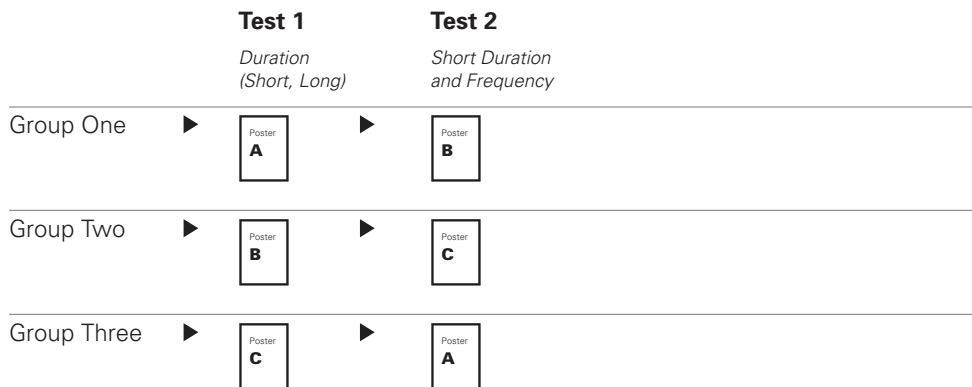 Test 1
Test 2
Duration
(Short, Long)
Short Duration
and Frequency
Group One
Poster
A
Poster
B
Group Two
Poster
B
Poster
C
Group Three
Poster
C
Poster
A